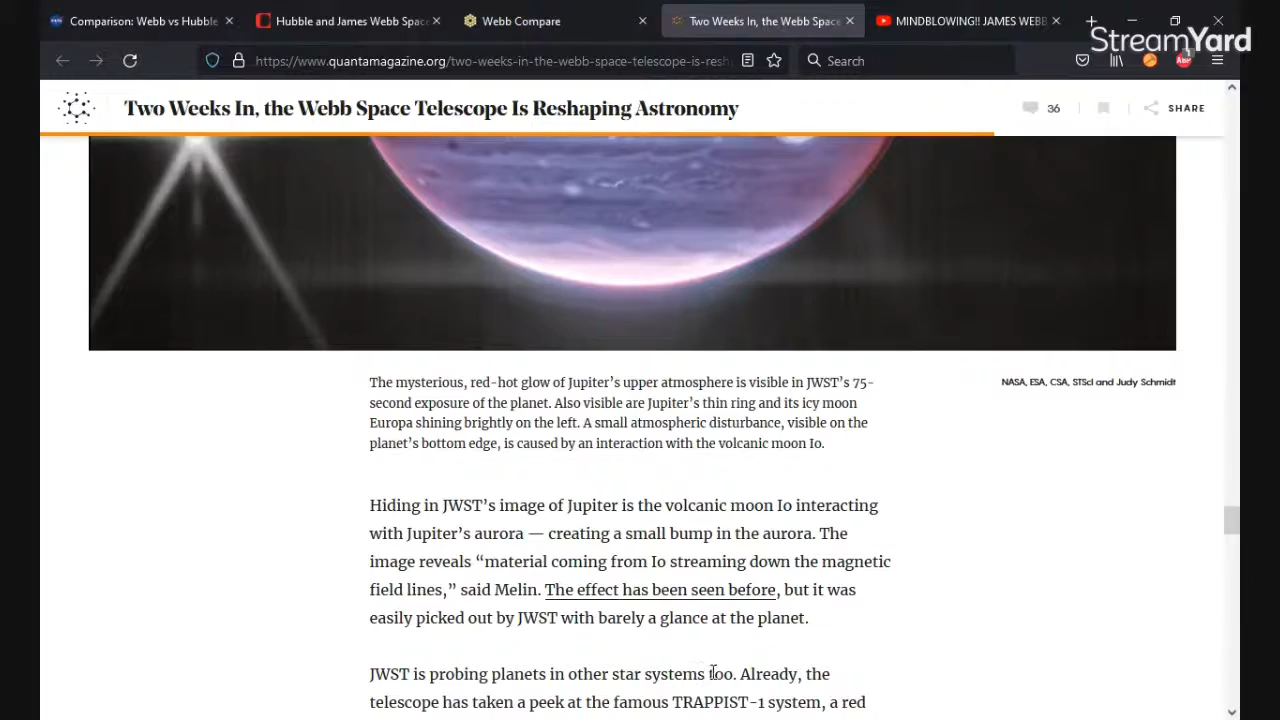 Comparison: Webb vs Hubble
Hubble and James Webb Spac
Webb Compare
Two Weeks In, the Webb Space
MINDBLOWING!! JAMES WEBB
StreamYard
https://www.quantamagazine.org/two-weeks-in-the-webb-space-telescope-is-resh
Search
ABP
1
Two Weeks In, the Webb Space Telescope Is Reshaping Astronomy
36
SHARE
The mysterious, red-hot glow of Jupiter’s upper atmosphere is visible in JWST’s 75-
second exposure of the planet. Also visible are Jupiter’s thin ring and its icy moon
Europa shining brightly on the left. A small atmospheric disturbance, visible on the
planet’s bottom edge, is caused by an interaction with the volcanic moon Io.
NASA, ESA, CSA, STScI and Judy Schmidt
Hiding in JWST’s image of Jupiter is the volcanic moon Io interacting
with Jupiter’s aurora — creating a small bump in the aurora. The
image reveals “material coming from Io streaming down the magnetic
field lines,” said Melin. The effect has been seen before, but it was
easily picked out by JWST with barely a glance at the planet.
JWST is probing planets in other star systems too. Already, the
telescope has taken a peek at the famous TRAPPIST-1 system, a red